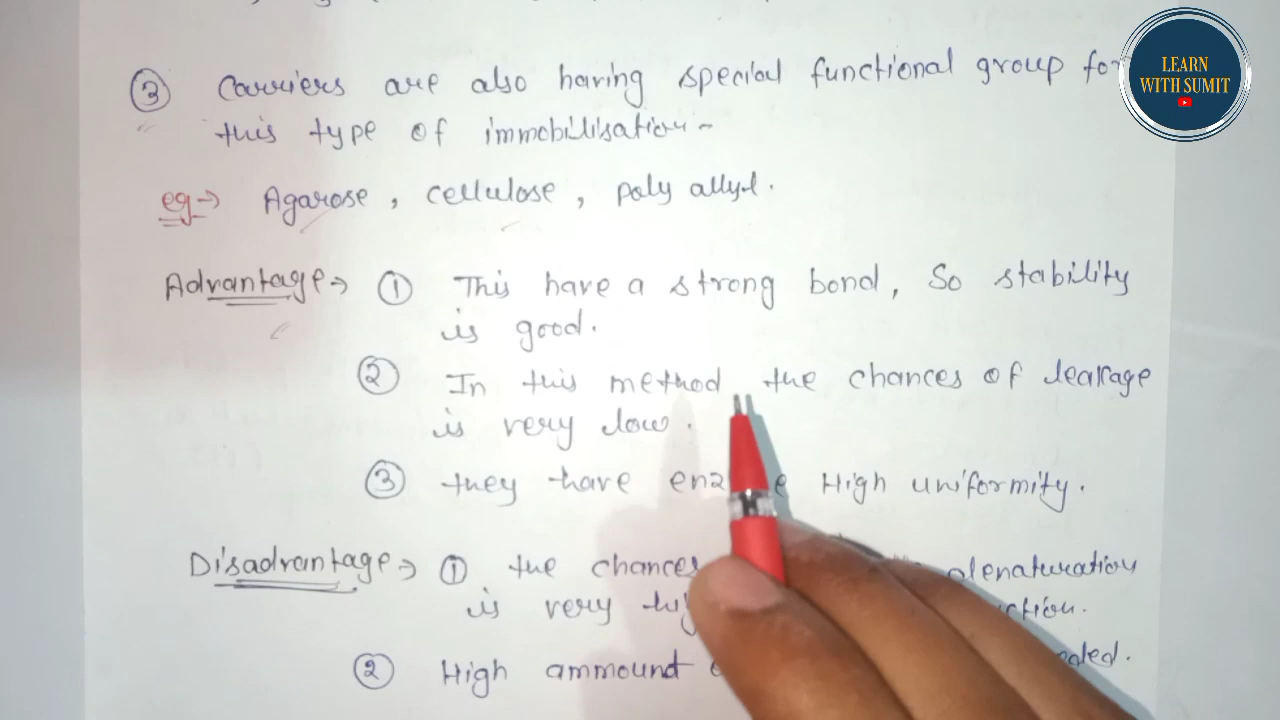 ③ Carriers are also having special functional group for
this type of immobilisation -
eg → Agarose, cellulose, poly allyl.
Advantage → ① This have a strong bond, So stability
is good.
② In this method the chances of leakage
is very low.
③ they have High uniformity.
Disadvantage → ① the chances denaturation
is very
② High ammound
LEARN
WITH SUMIT